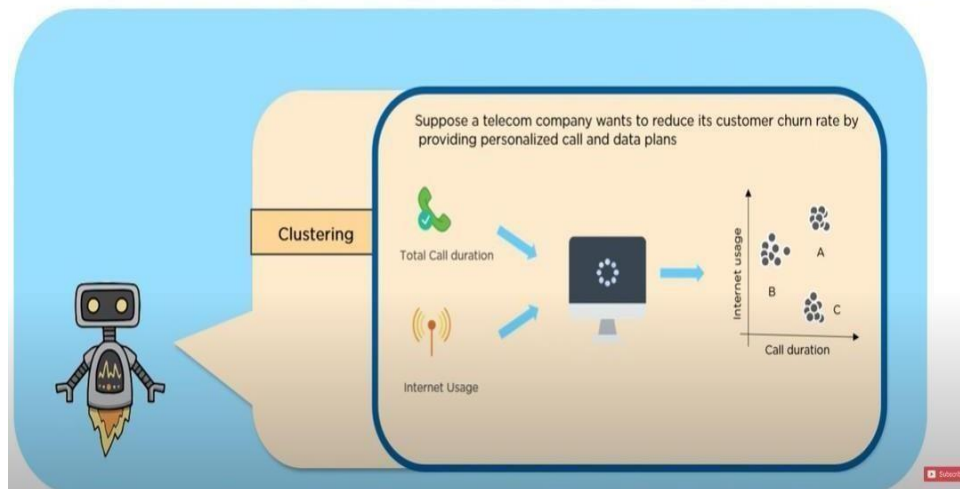 Suppose a telecom company wants to reduce its customer churn rate by
providing personalized call and data plans
Clustering
Total Call duration
Internet Usage
Internet usage
A
B
C
Call duration